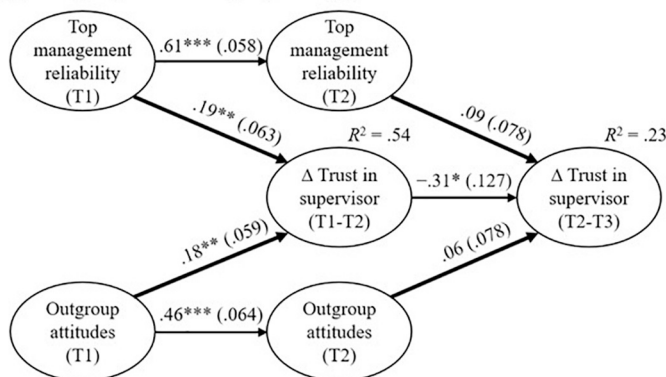 Top
management
reliability
(T1)
.61*** (.058)
Top
management
reliability
(T2)
.19** (.063)
.09 (.078)
R² = .54
R² = .23
Δ Trust in
supervisor
(T1-T2)
−.31* (.127)
Δ Trust in
supervisor
(T2-T3)
.18** (.059)
.06 (.078)
Outgroup
attitudes
(T1)
.46*** (.064)
Outgroup
attitudes
(T2)